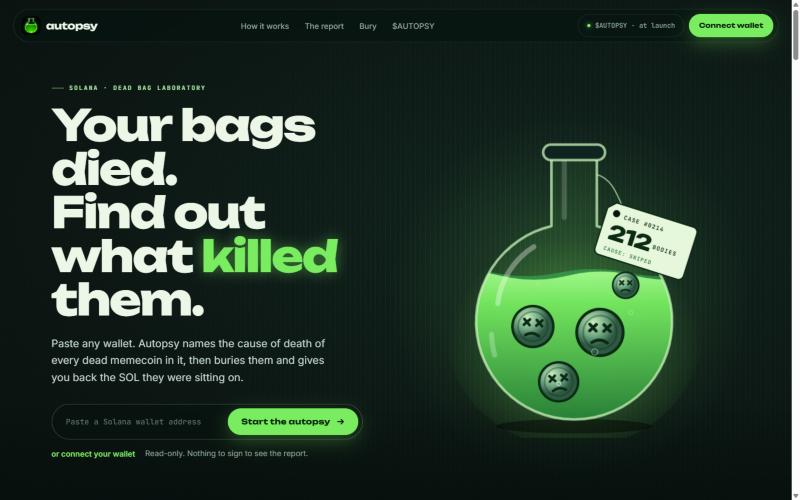 autopsy
How it works The report Bury $AUTOPSY
$AUTOPSY - at launch
Connect wallet
SOLANA · DEAD BAG LABORATORY
Your bags
died.
Find out
what killed
them.
Paste any wallet. Autopsy names the cause of death of
every dead memecoin in it, then buries them and gives
you back the SOL they were sitting on.
Paste a Solana wallet address
Start the autopsy →
or connect your wallet Read-only. Nothing to sign to see the report.
CASE #0214
212 BODIES
CAUSE: SNIPED